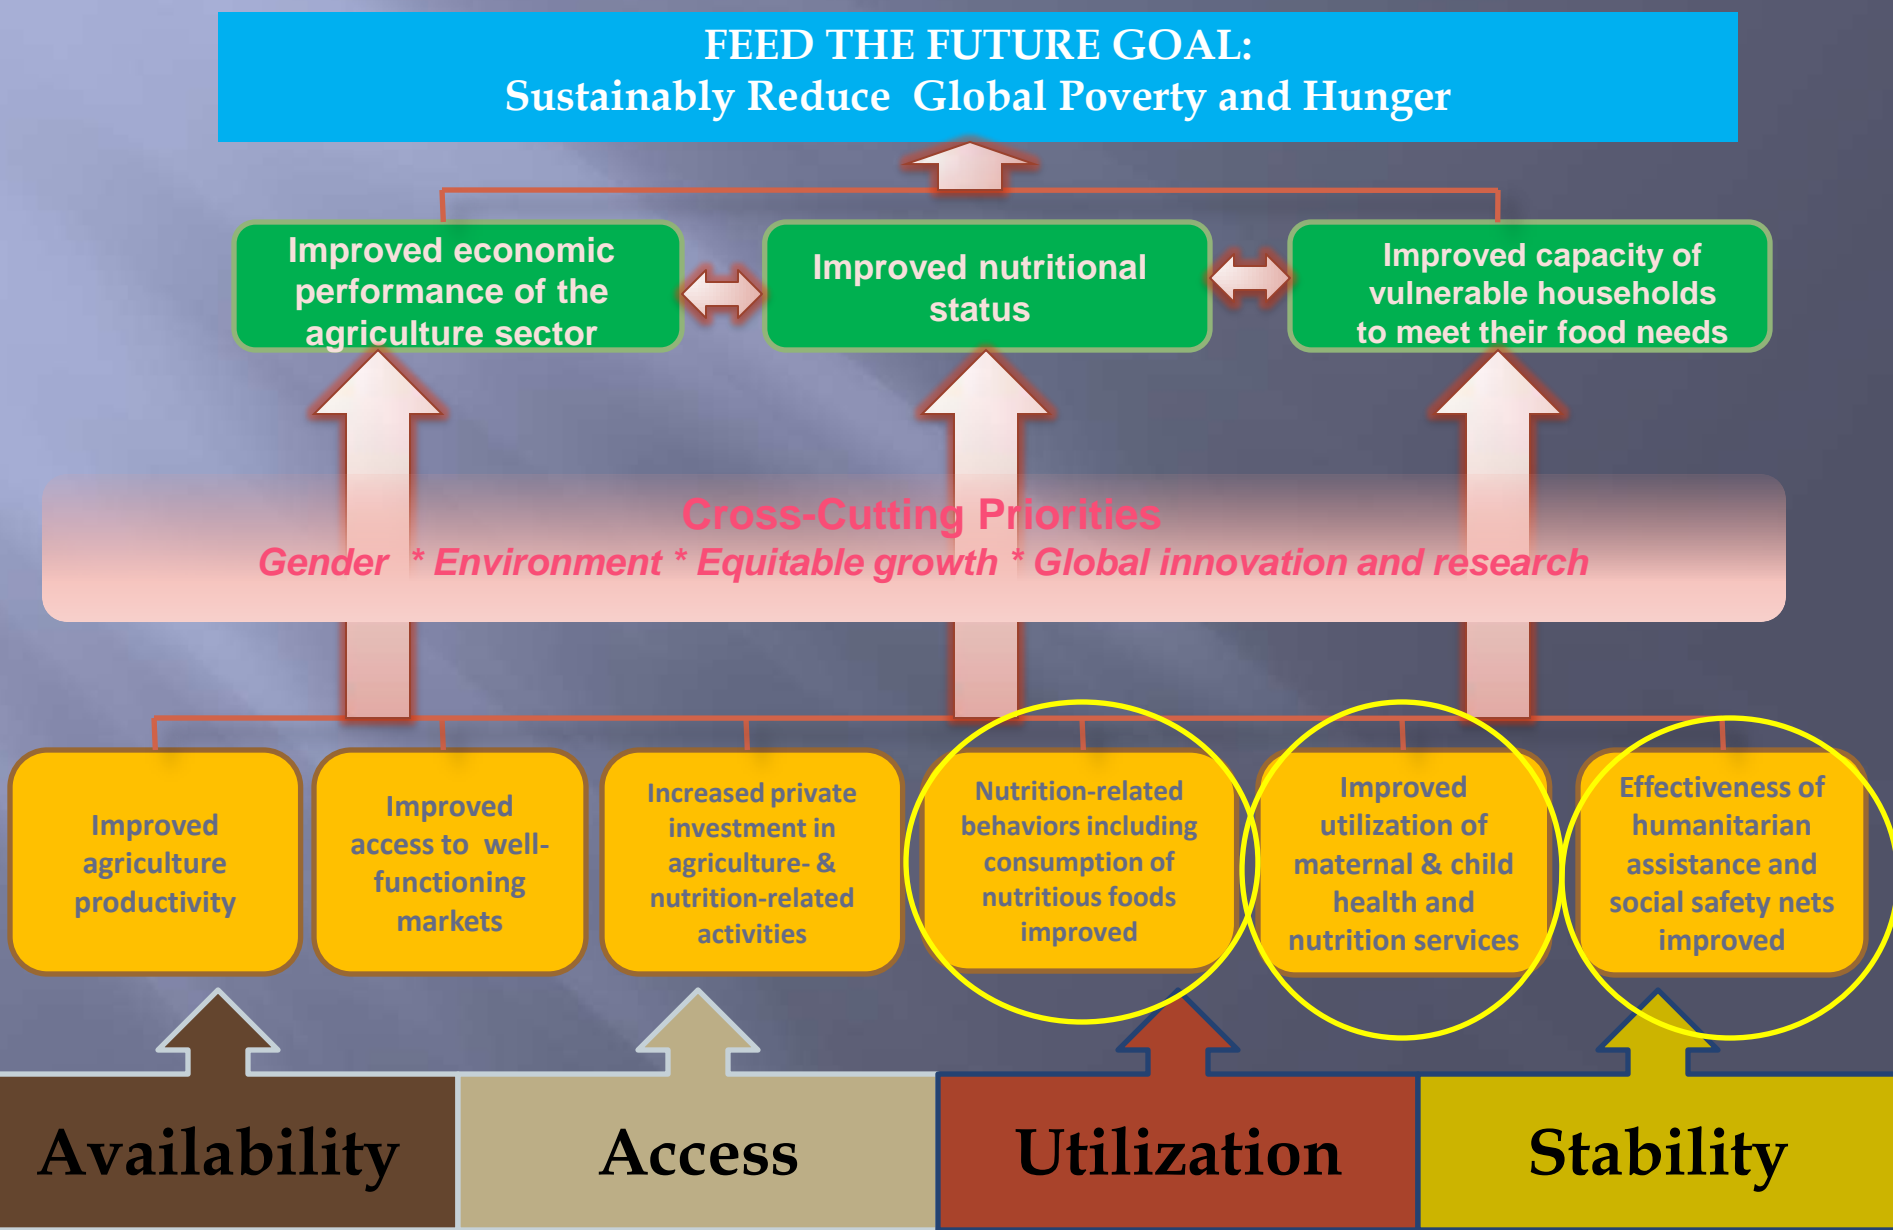 FEED THE FUTURE GOAL:
Sustainably Reduce Global Poverty and Hunger
Improved economic
performance of the
agriculture sector
Improved nutritional
status
Improved capacity of
vulnerable households
to meet their food needs
Cross-Cutting Priorities
Gender * Environment * Equitable growth * Global innovation and research
Improved
agriculture
productivity
Improved
access to well-
functioning
markets
Increased private
investment in
agriculture- &
nutrition-related
activities
Nutrition-related
behaviors including
consumption of
nutritious foods
improved
Improved
utilization of
maternal & child
health and
nutrition services
Effectiveness of
humanitarian
assistance and
social safety nets
improved
Availability
Access
Utilization
Stability